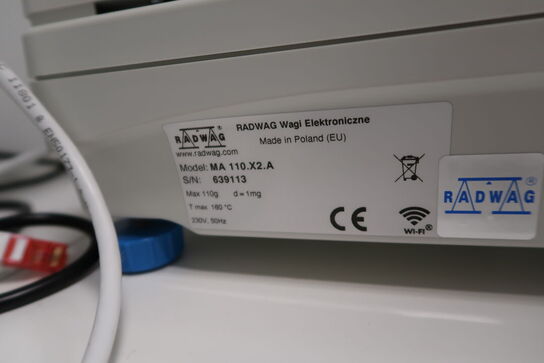 RADWAG
www.radwag.com
RADWAG Wagi Elektroniczne
Made in Poland (EU)
Model: MA 110.X2.A
S/N: 639113
Max 110g d=1mg
T max 160 °C
230V, 50Hz
CE
WI-FI®
RADWAG